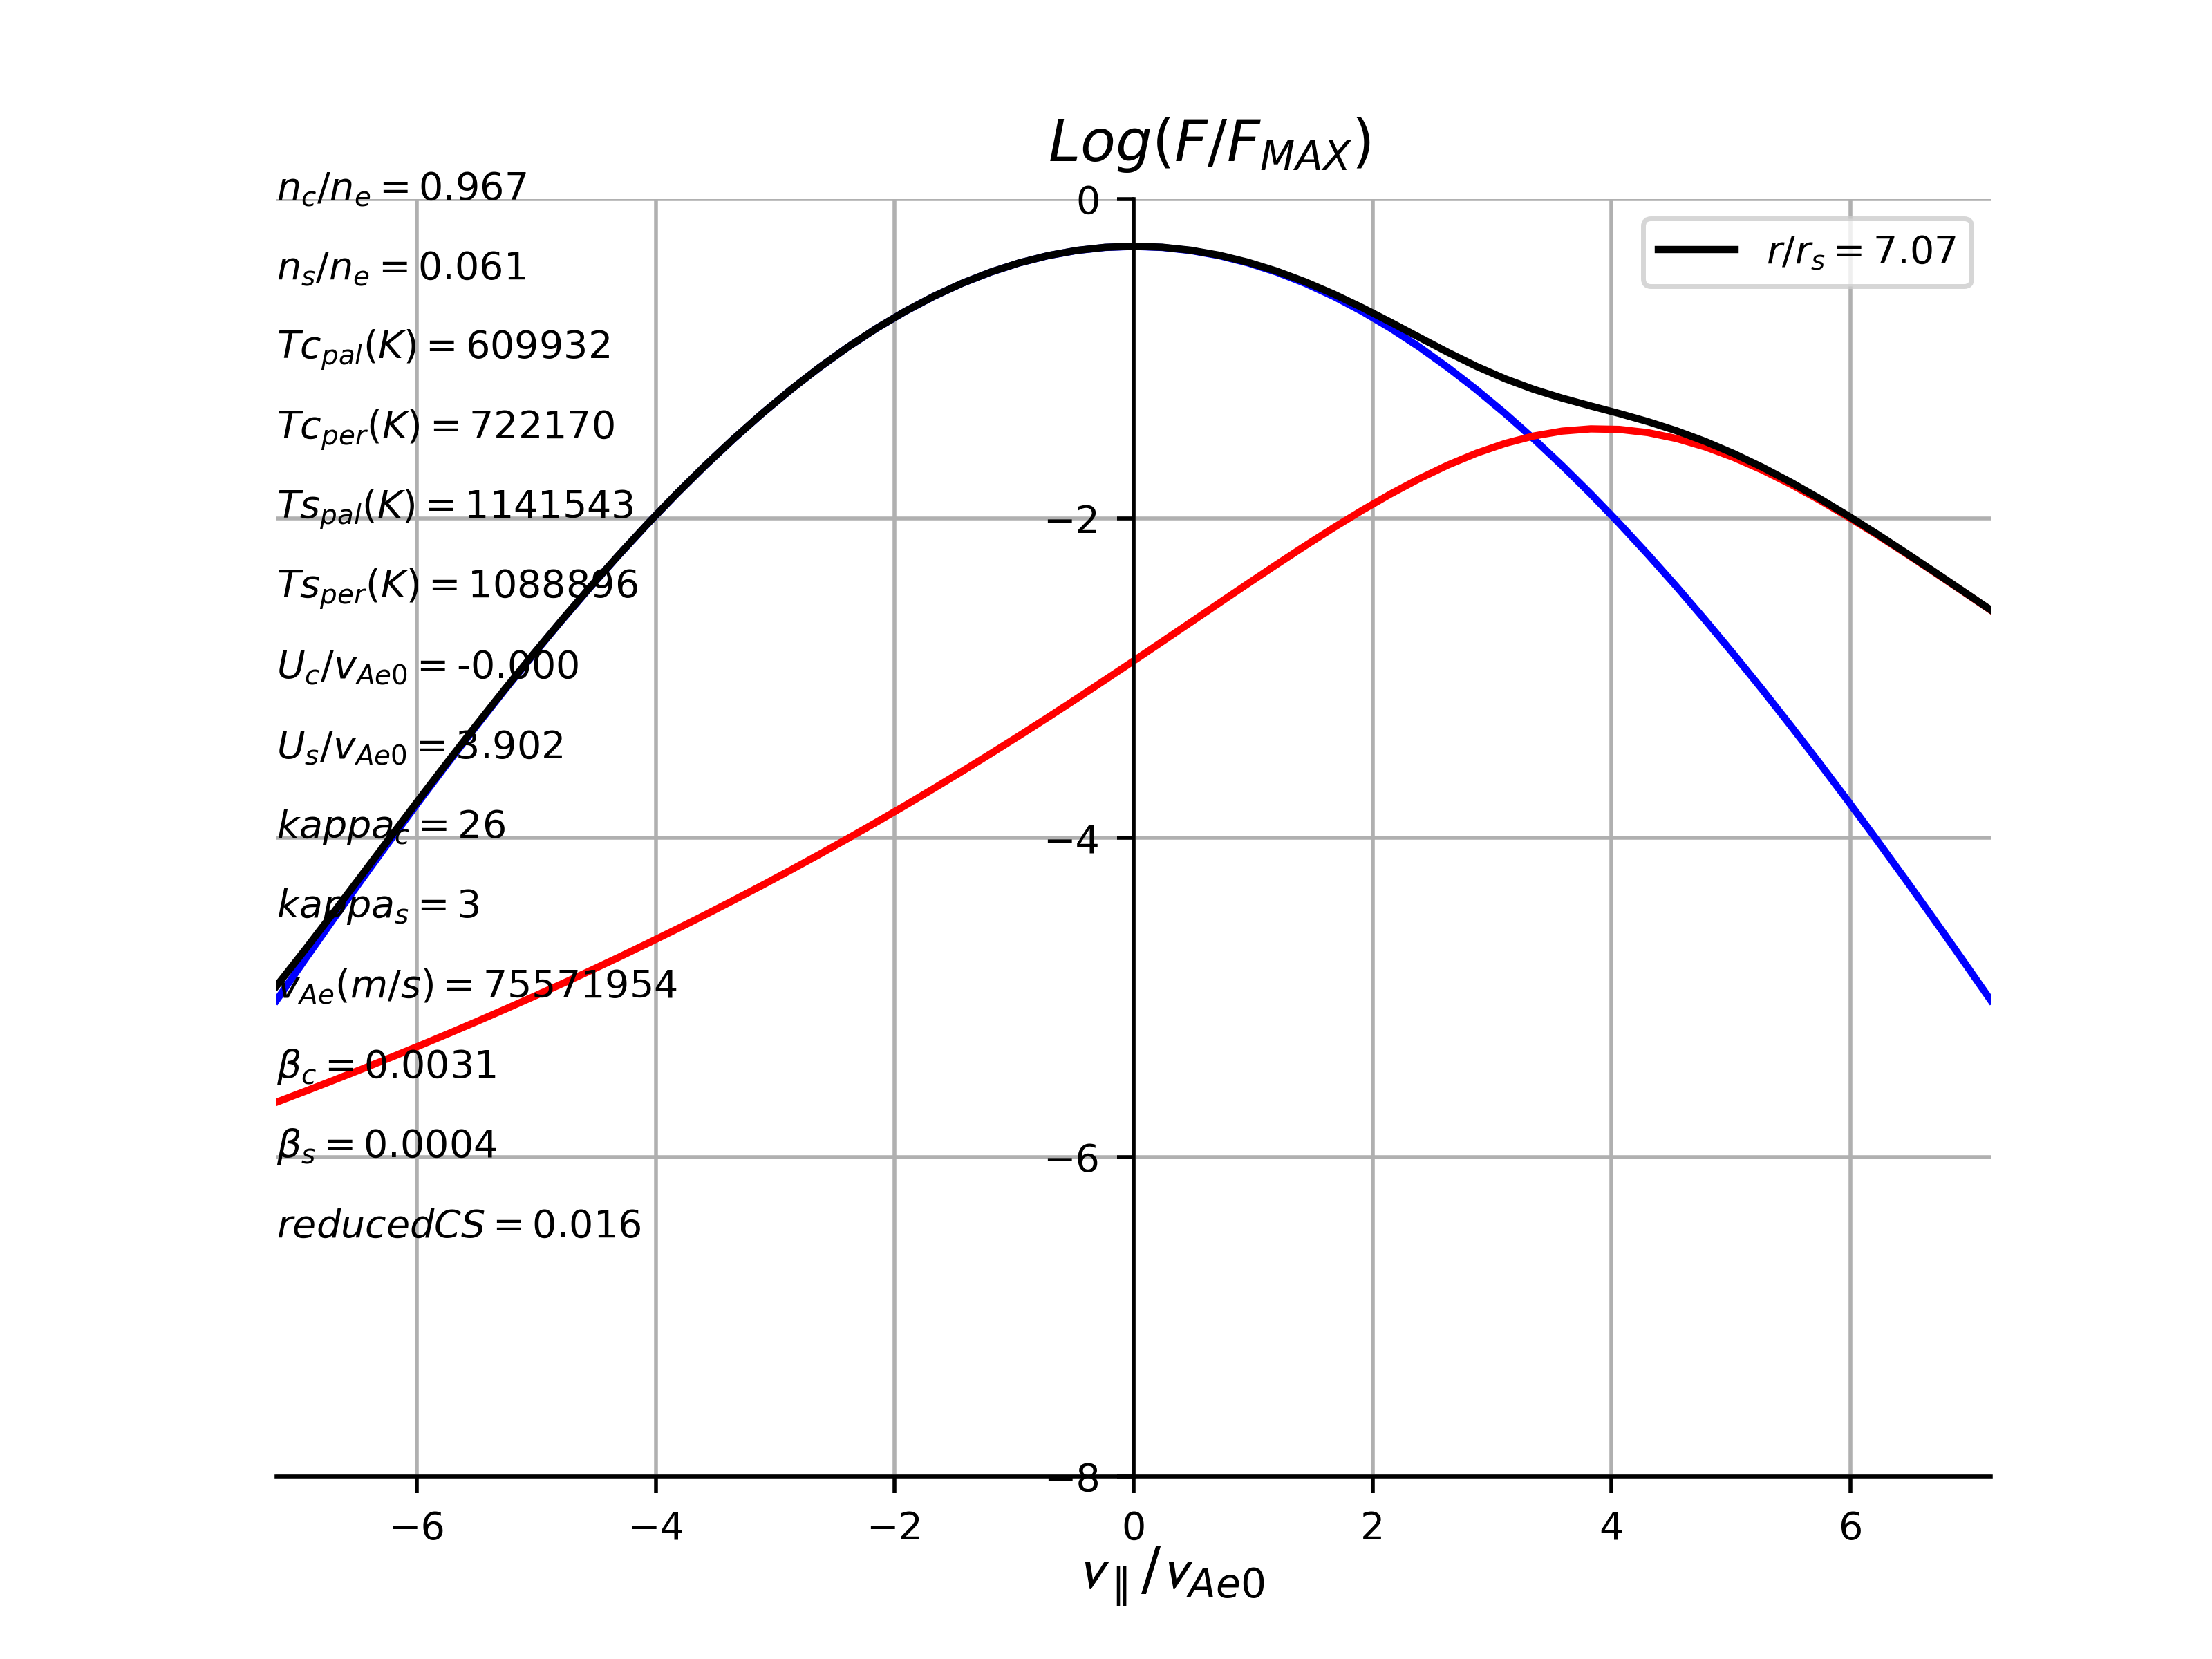 Log(F/F_MAX)
n_c/n_e = 0.967
0
r/r_s = 7.07
n_s/n_e = 0.061
Tc_pal(K) = 609932
Tc_per(K) = 722170
Ts_pal(K) = 1141543
−2
Ts_per(K) = 1088896
U_c/v_Ae0 = -0.000
U_s/v_Ae0 = 3.902
kappa_c = 26
−4
kappa_s = 3
v_Ae(m/s) = 75571954
β_c = 0.0031
β_s = 0.0004
−6
reducedCS = 0.016
−8
−6 −4 −2 0 2 4 6
v_∥/v_Ae0